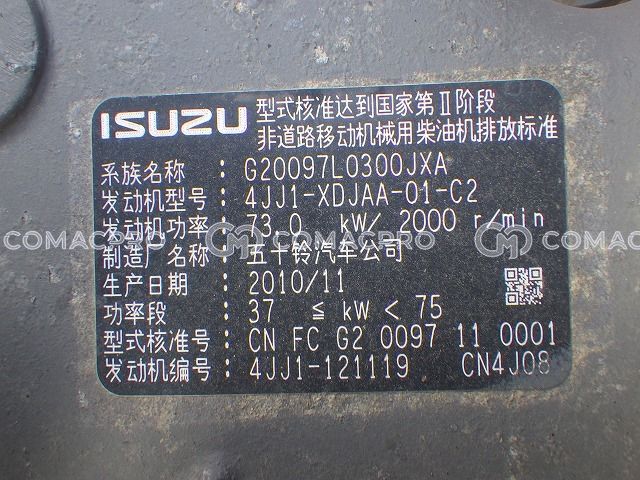 ISUZU 型式核准达到国家第Ⅱ阶段
非道路移动机械用柴油机排放标准
系族名称 : G20097L0300JXA
发动机型号: 4JJ1-XDJAA-01-C2
发动机功率: 73.0 kW/ 2000 r/min
COMACPRO CM COMACPRO CM COMAC
制造厂名称: 五十铃汽车公司
生产日期 : 2010/11
功率段 : 37 ≦ kW < 75
型式核准号: CN FC G2 0097 11 0001
发动机编号: 4JJ1-121119 CN4J08